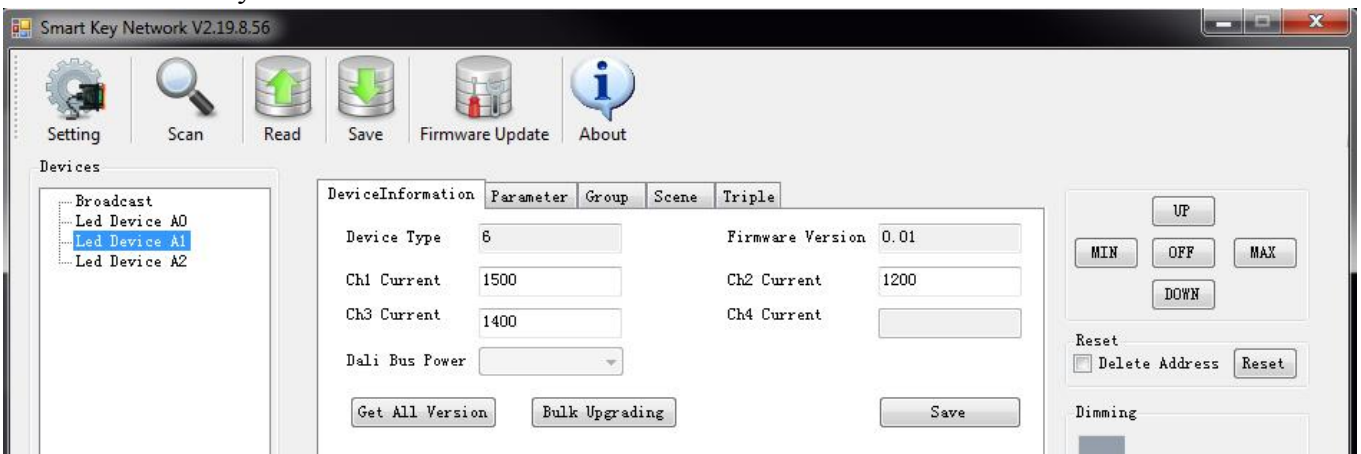 Smart Key Network V2.19.8.56
Setting Scan Read Save Firmware Update About
Devices
Broadcast
Led Device A0
Led Device A1
Led Device A2
DeviceInformation Parameter Group Scene Triple
Device Type 6 Firmware Version 0.01
Ch1 Current 1500 Ch2 Current 1200
Ch3 Current 1400 Ch4 Current
Dali Bus Power
Get All Version Bulk Upgrading Save
UP
MIN OFF MAX
DOWN
Reset
Delete Address Reset
Dimming